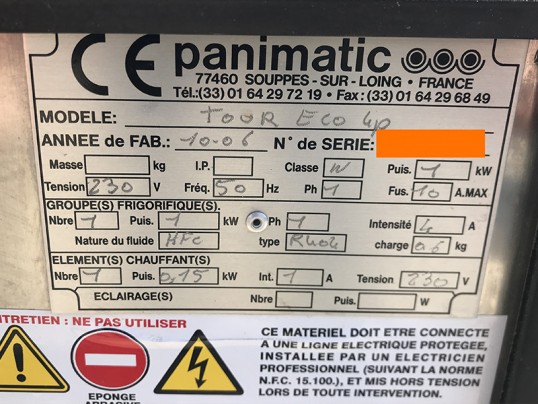 CE panimatic
77460 SOUPPES - SUR - LOING • FRANCE
Tél.:(33) 01 64 29 72 19 • Fax : (33) 01 64 29 68 49
MODELE: TOUR ECO 4p
ANNEE DE FAB.: 10-06 N° de SERIE:
Masse kg I.P. Classe N Puis. 1 kW
Tension 230 V Fréq. 50 Hz Ph 1 Fus. 10 A.MAX
GROUPE(S) FRIGORIFIQUE(S).
Nbre 1 Puis. 1 kW Ph 1 Intensité 4 A
Nature du fluide HFC type R404 charge 0,6 kg
ELEMENT(S) CHAUFFANT(S)
Nbre 1 Puis. 0,15 kW Int. 1 A Tension 230 V
ECLAIRAGE(S) Nbre Puis. W
NTRETIEN : NE PAS UTILISER
EPONGE
ABRASIVE
CE MATERIEL DOIT ETRE CONNECTE
A UNE LIGNE ELECTRIQUE PROTEGEE,
INSTALLEE PAR UN ELECTRICIEN
PROFESSIONNEL (SUIVANT LA NORME
N.F.C. 15.100.), ET MIS HORS TENSION
LORS DE TOUTE INTERVENTION.